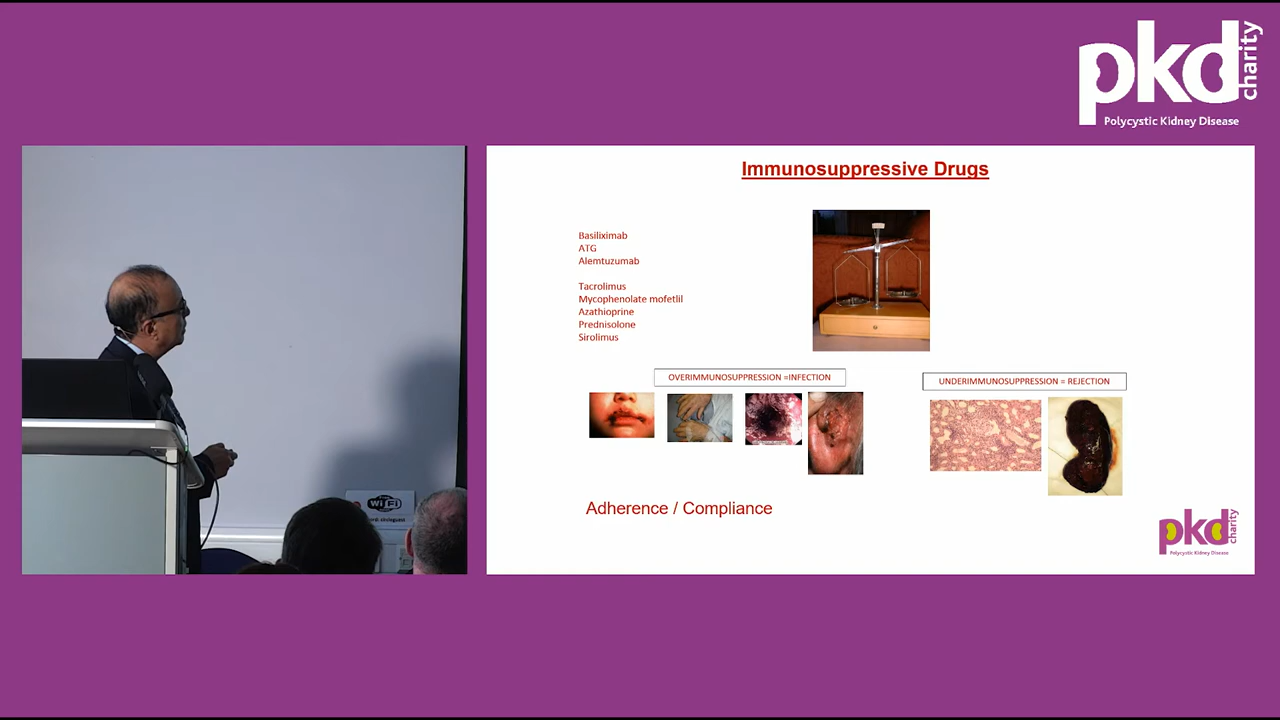 pkd
charity
Polycystic Kidney Disease
Immunosuppressive Drugs
Basiliximab
ATG
Alemtuzumab
Tacrolimus
Mycophenolate mofetlil
Azathioprine
Prednisolone
Sirolimus
OVERIMMUNOSUPPRESSION =INFECTION
UNDERIMMUNOSUPPRESSION = REJECTION
Adherence / Compliance
WiFi
pkd
charity
Polycystic Kidney Disease